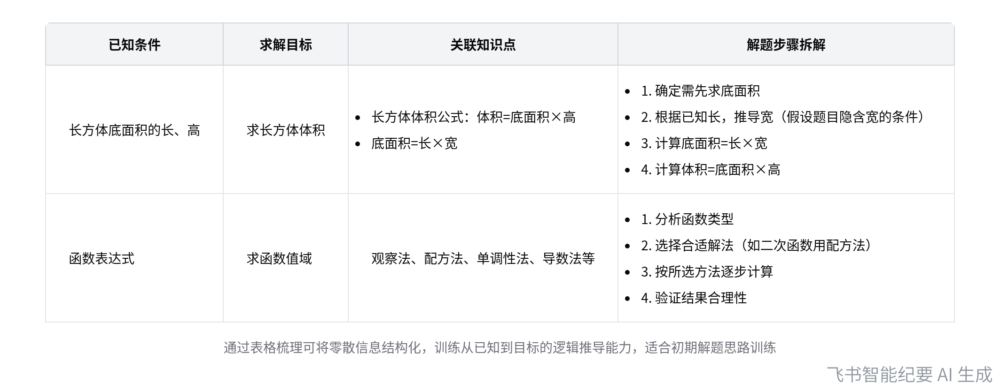 已知条件
求解目标
关联知识点
解题步骤拆解
长方体底面积的长、高
求长方体体积
长方体体积公式：体积=底面积×高
底面积=长×宽
1. 确定需先求底面积
2. 根据已知长，推导宽（假设题目隐含宽的条件）
3. 计算底面积=长×宽
4. 计算体积=底面积×高
函数表达式
求函数值域
观察法、配方法、单调性法、导数法等
1. 分析函数类型
2. 选择合适解法（如二次函数用配方法）
3. 按所选方法逐步计算
4. 验证结果合理性
通过表格梳理可将零散信息结构化，训练从已知到目标的逻辑推导能力，适合初期解题思路训练
飞书智能纪要 AI 生成